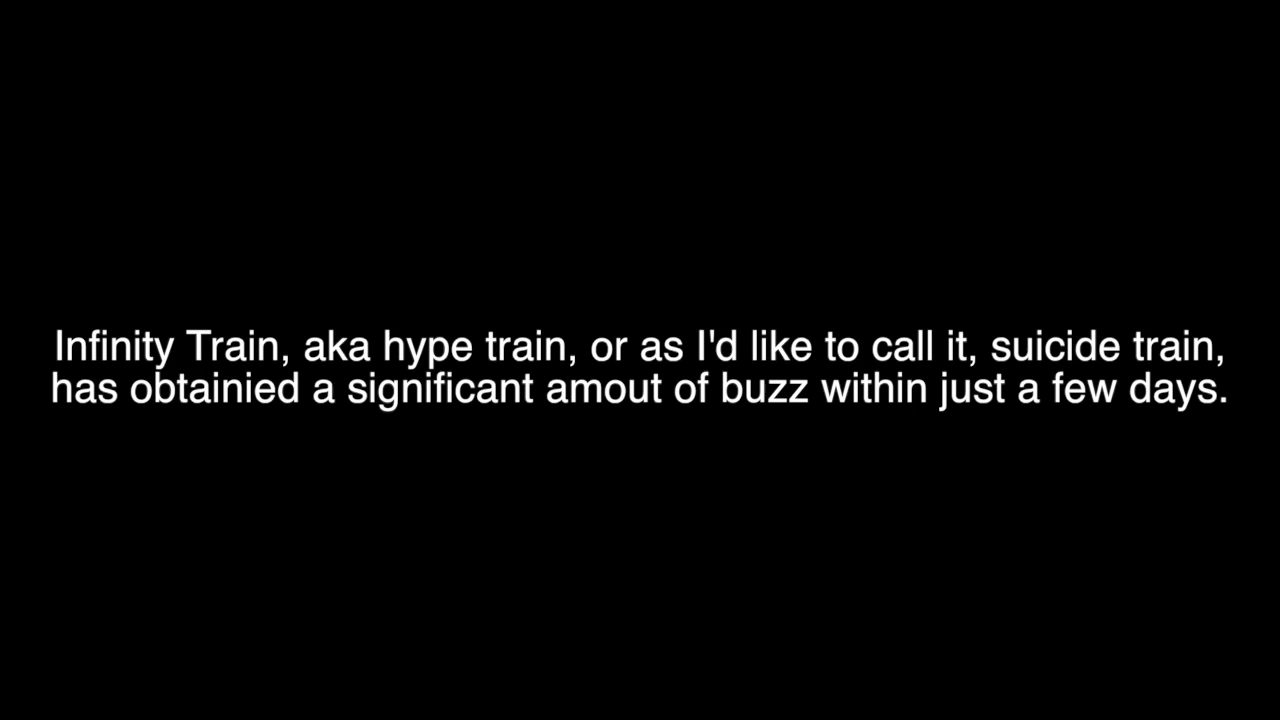 Infinity Train, aka hype train, or as I'd like to call it, suicide train,
has obtainied a significant amout of buzz within just a few days.